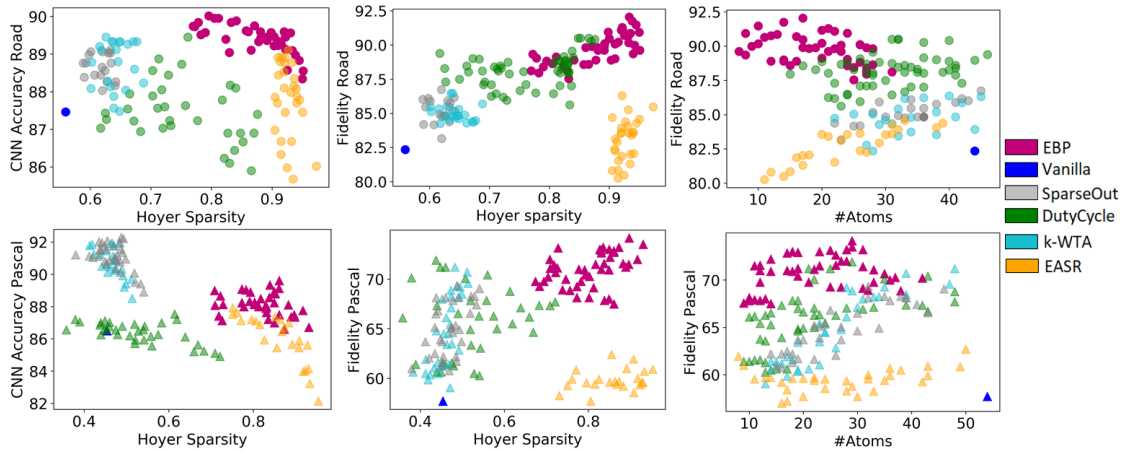 CNN Accuracy Road
90
89
88
87
86
0.6 0.7 0.8 0.9
Hoyer Sparsity
Fidelity Road
92.5
90.0
87.5
85.0
82.5
80.0
0.6 0.7 0.8 0.9
Hoyer sparsity
Fidelity Road
92.5
90.0
87.5
85.0
82.5
80.0
10 20 30 40
#Atoms
CNN Accuracy Pascal
92
90
88
86
84
82
0.4 0.6 0.8
Hoyer Sparsity
Fidelity Pascal
70
65
60
0.4 0.6 0.8
Hoyer Sparsity
Fidelity Pascal
70
65
60
10 20 30 40 50
#Atoms
EBP
Vanilla
SparseOut
DutyCycle
k-WTA
EASR